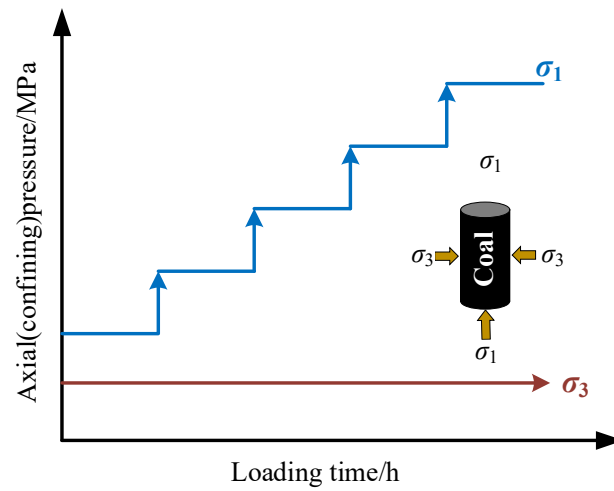 Axial(confining)pressure/MPa
σ1
σ1
Coal
σ3
σ3
σ1
σ3
Loading time/h